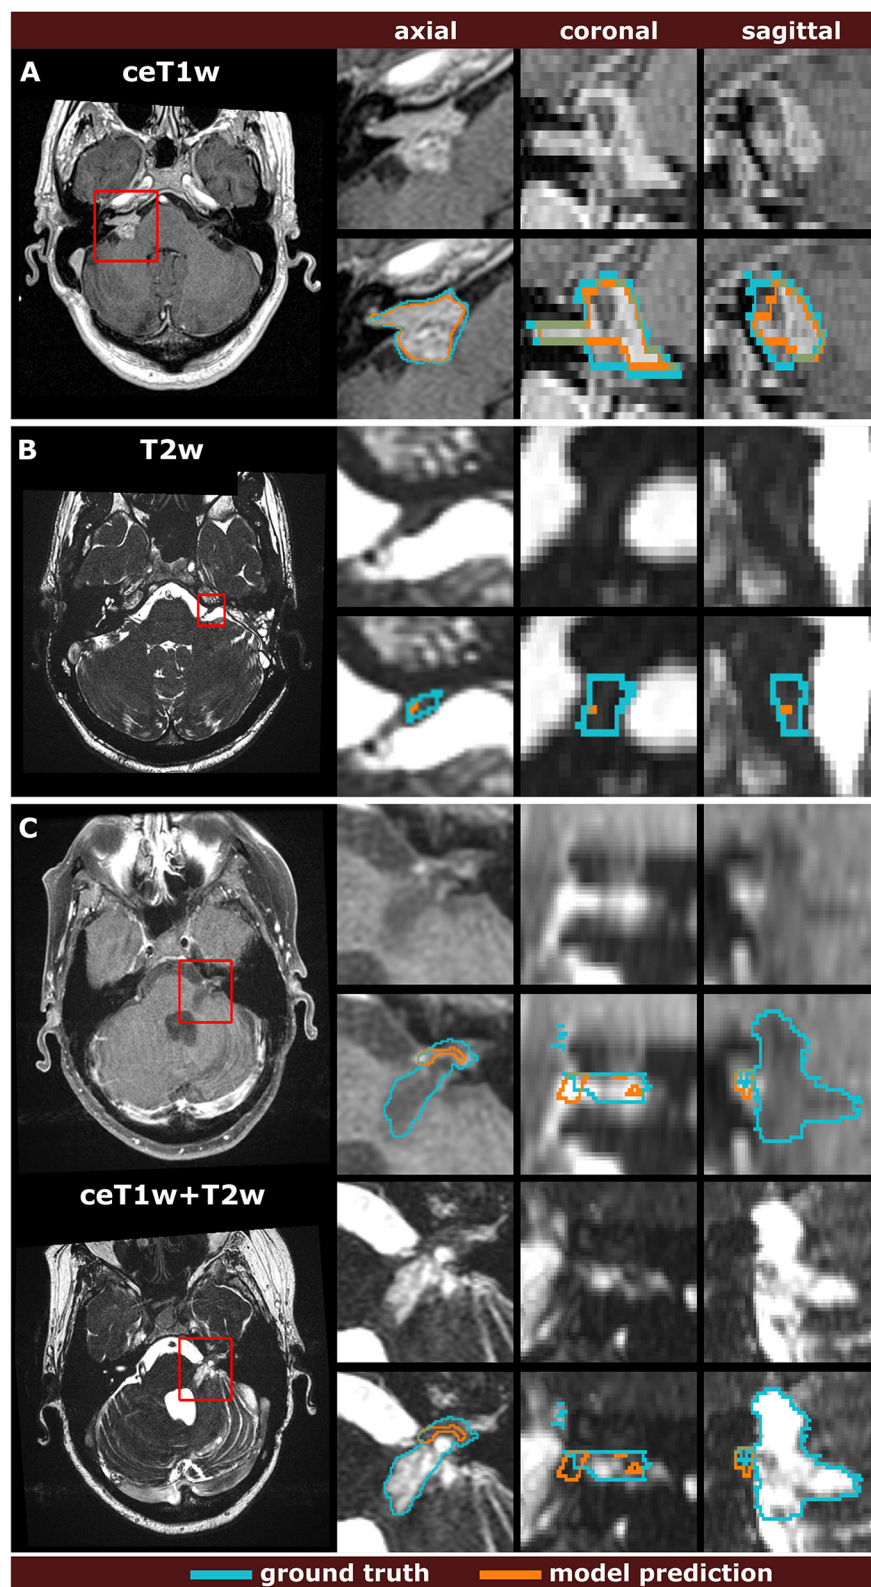 axial coronal sagittal
A ceT1w
B T2w
C
ceT1w+T2w
ground truth model prediction